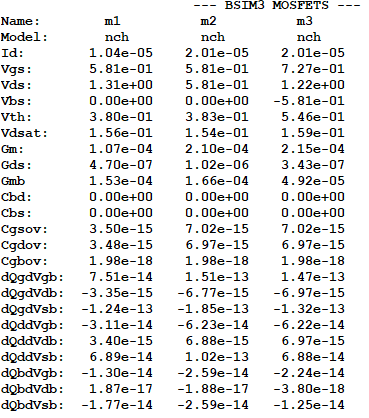 --- BSIM3 MOSFETS ---
Name: m1 m2 m3
Model: nch nch nch
Id: 1.04e-05 2.01e-05 2.01e-05
Vgs: 5.81e-01 5.81e-01 7.27e-01
Vds: 1.31e+00 5.81e-01 1.22e+00
Vbs: 0.00e+00 0.00e+00 -5.81e-01
Vth: 3.80e-01 3.83e-01 5.46e-01
Vdsat: 1.56e-01 1.54e-01 1.59e-01
Gm: 1.07e-04 2.10e-04 2.15e-04
Gds: 4.70e-07 1.02e-06 3.43e-07
Gmb 1.53e-04 1.66e-04 4.92e-05
Cbd: 0.00e+00 0.00e+00 0.00e+00
Cbs: 0.00e+00 0.00e+00 0.00e+00
Cgsov: 3.50e-15 7.02e-15 7.02e-15
Cgdov: 3.48e-15 6.97e-15 6.97e-15
Cgbov: 1.98e-18 1.98e-18 1.98e-18
dQgdVgb: 7.51e-14 1.51e-13 1.47e-13
dQgdVdb: -3.35e-15 -6.77e-15 -6.97e-15
dQgdVsb: -1.24e-13 -1.85e-13 -1.32e-13
dQddVgb: -3.11e-14 -6.23e-14 -6.22e-14
dQddVdb: 3.40e-15 6.88e-15 6.97e-15
dQddVsb: 6.89e-14 1.02e-13 6.88e-14
dQbdVgb: -1.30e-14 -2.59e-14 -2.24e-14
dQbdVdb: 1.87e-17 -1.88e-17 -3.80e-18
dQbdVsb: -1.77e-14 -2.59e-14 -1.25e-14